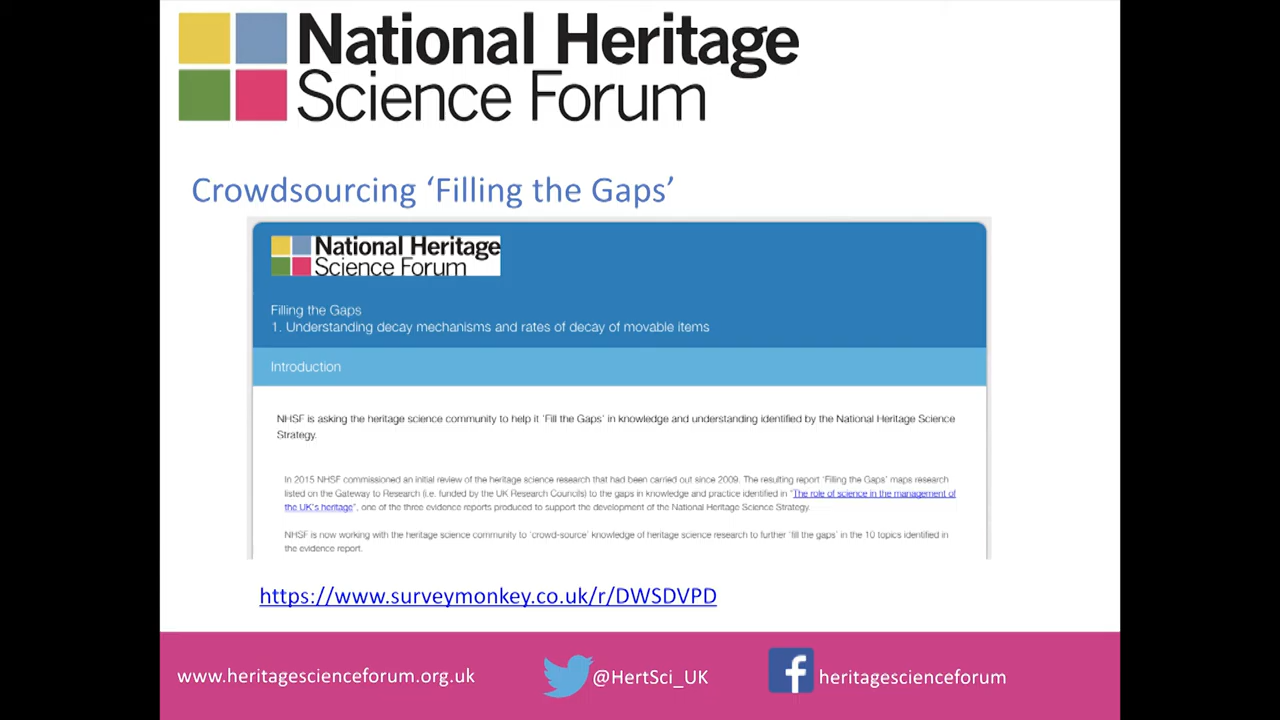 National Heritage
Science Forum
Crowdsourcing ‘Filling the Gaps’
National Heritage
Science Forum
Filling the Gaps
1. Understanding decay mechanisms and rates of decay of movable items
Introduction
NHSF is asking the heritage science community to help it 'Fill the Gaps' in knowledge and understanding identified by the National Heritage Science
Strategy.
In 2015 NHSF commissioned an initial review of the heritage science research that had been carried out since 2009. The resulting report 'Filling the Gaps' maps research
listed on the Gateway to Research (i.e. funded by the UK Research Councils) to the gaps in knowledge and practice identified in "The role of science in the management of
the UK's heritage", one of the three evidence reports produced to support the development of the National Heritage Science Strategy.
NHSF is now working with the heritage science community to 'crowd-source' knowledge of heritage science research to further 'fill the gaps' in the 10 topics identified in
the evidence report.
https://www.surveymonkey.co.uk/r/DWSDVPD
www.heritagescienceforum.org.uk
@HertSci_UK
heritagescienceforum